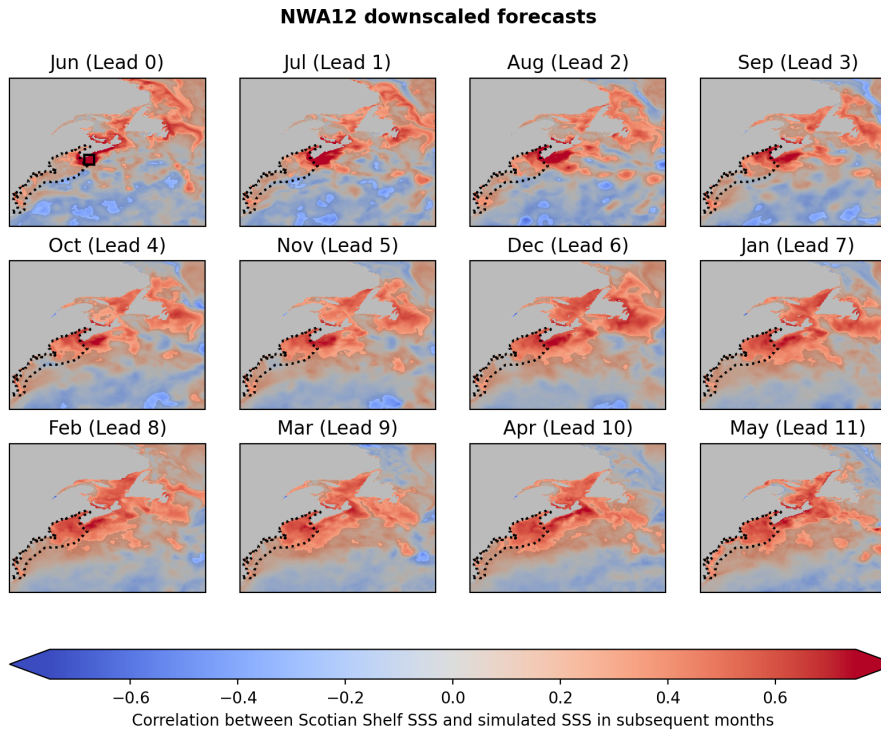 NWA12 downscaled forecasts
Jun (Lead 0)
Jul (Lead 1)
Aug (Lead 2)
Sep (Lead 3)
Oct (Lead 4)
Nov (Lead 5)
Dec (Lead 6)
Jan (Lead 7)
Feb (Lead 8)
Mar (Lead 9)
Apr (Lead 10)
May (Lead 11)
−0.6 −0.4 −0.2 0.0 0.2 0.4 0.6
Correlation between Scotian Shelf SSS and simulated SSS in subsequent months